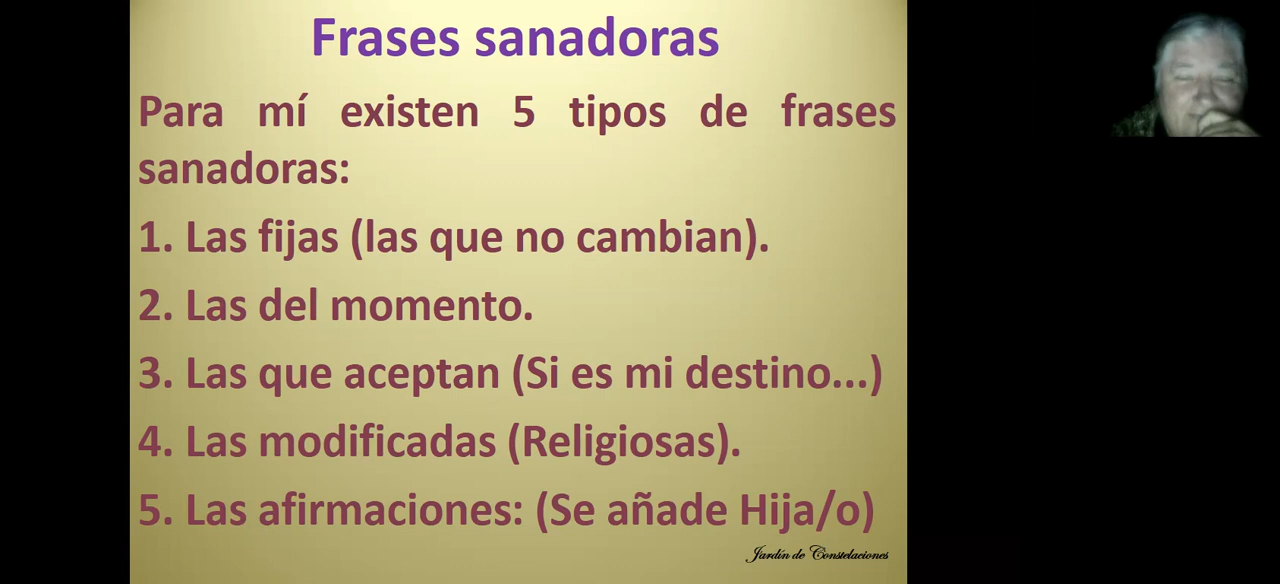 Frases sanadoras
Para mí existen 5 tipos de frases
sanadoras:
1. Las fijas (las que no cambian).
2. Las del momento.
3. Las que aceptan (Si es mi destino...)
4. Las modificadas (Religiosas).
5. Las afirmaciones: (Se añade Hija/o)
Jardín de Constelaciones